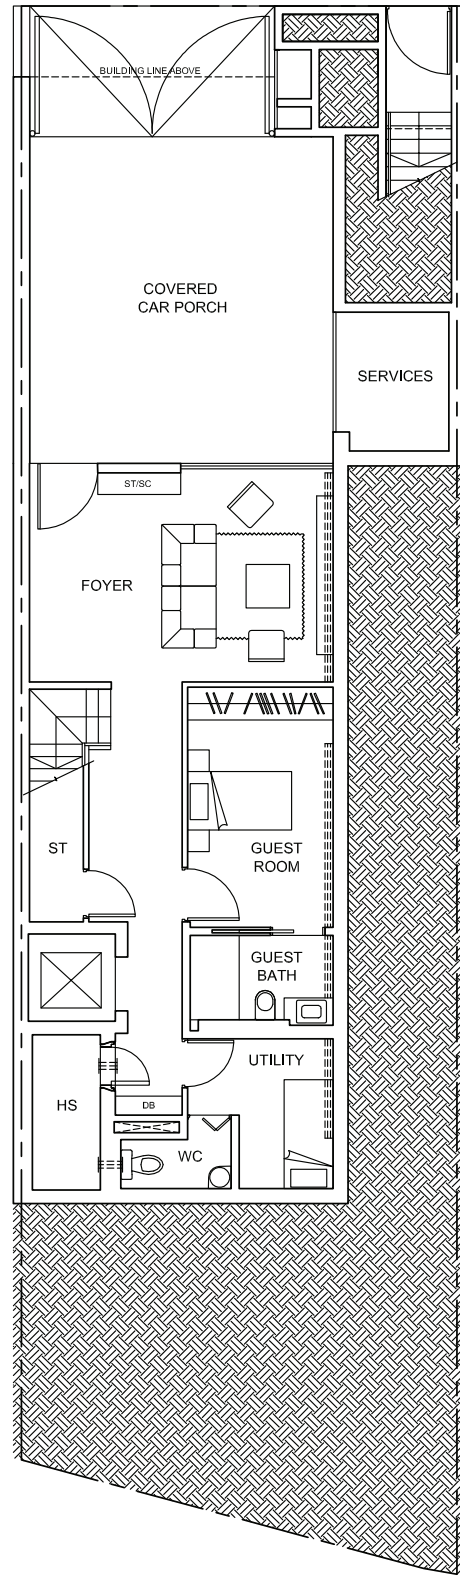 BUILDING LINE ABOVE
COVERED
CAR PORCH
SERVICES
ST/SC
FOYER
ST
GUEST
ROOM
GUEST
BATH
UTILITY
HS
DB
WC